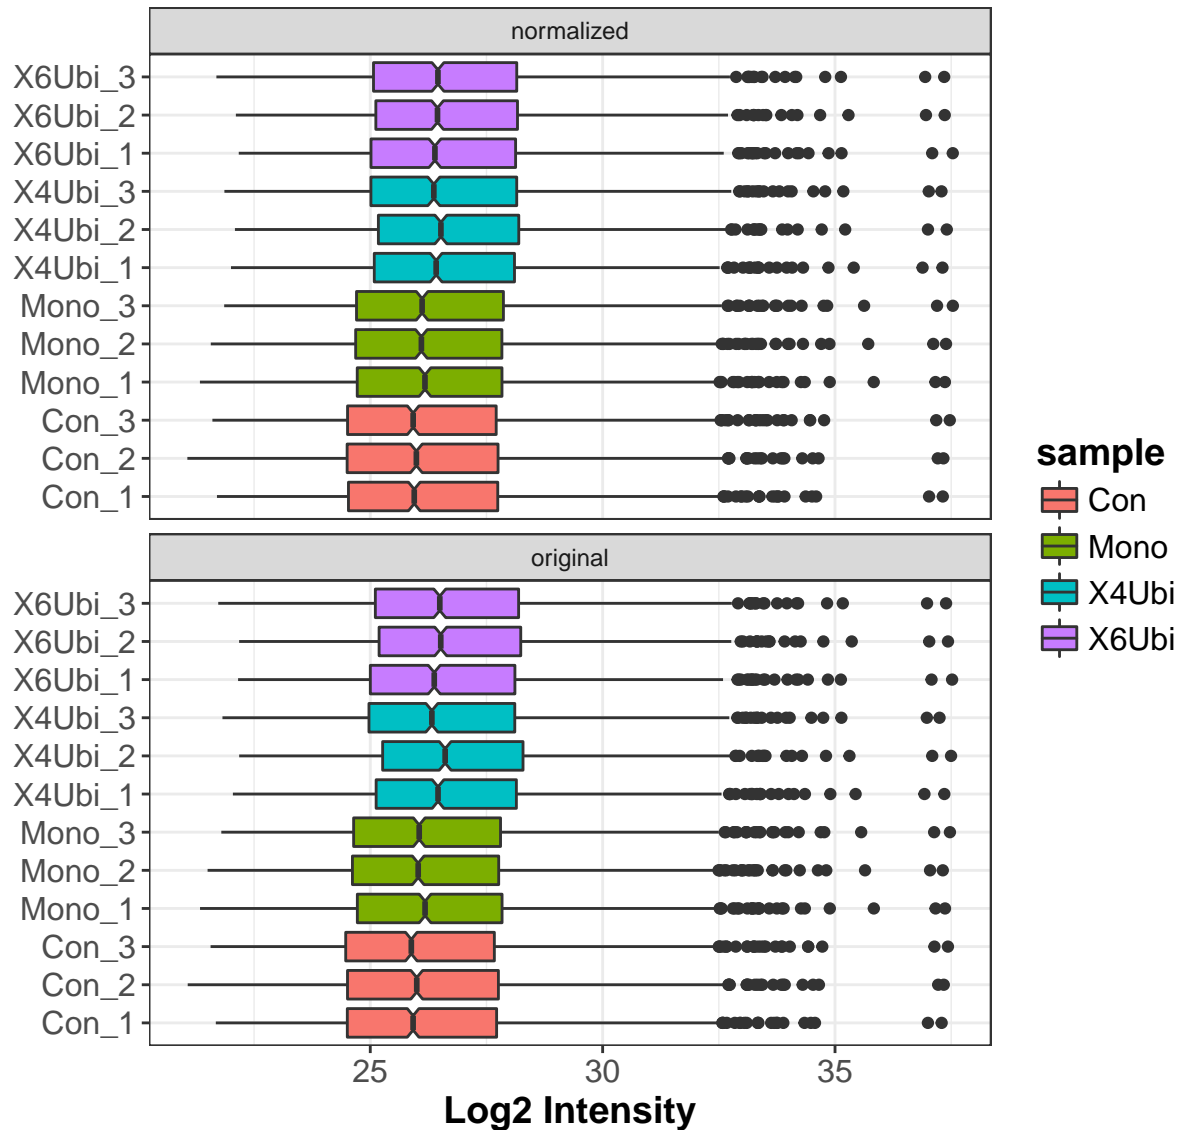 normalized
X6Ubi_3
X6Ubi_2
X6Ubi_1
X4Ubi_3
X4Ubi_2
X4Ubi_1
Mono_3
Mono_2
Mono_1
Con_3
Con_2
Con_1
original
X6Ubi_3
X6Ubi_2
X6Ubi_1
X4Ubi_3
X4Ubi_2
X4Ubi_1
Mono_3
Mono_2
Mono_1
Con_3
Con_2
Con_1
25 30 35
Log2 Intensity
sample
Con
Mono
X4Ubi
X6Ubi